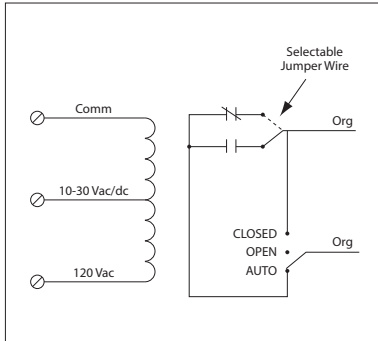 Selectable
Jumper Wire
Comm
Org
10-30 Vac/dc
CLOSED
OPEN
Org
AUTO
120 Vac